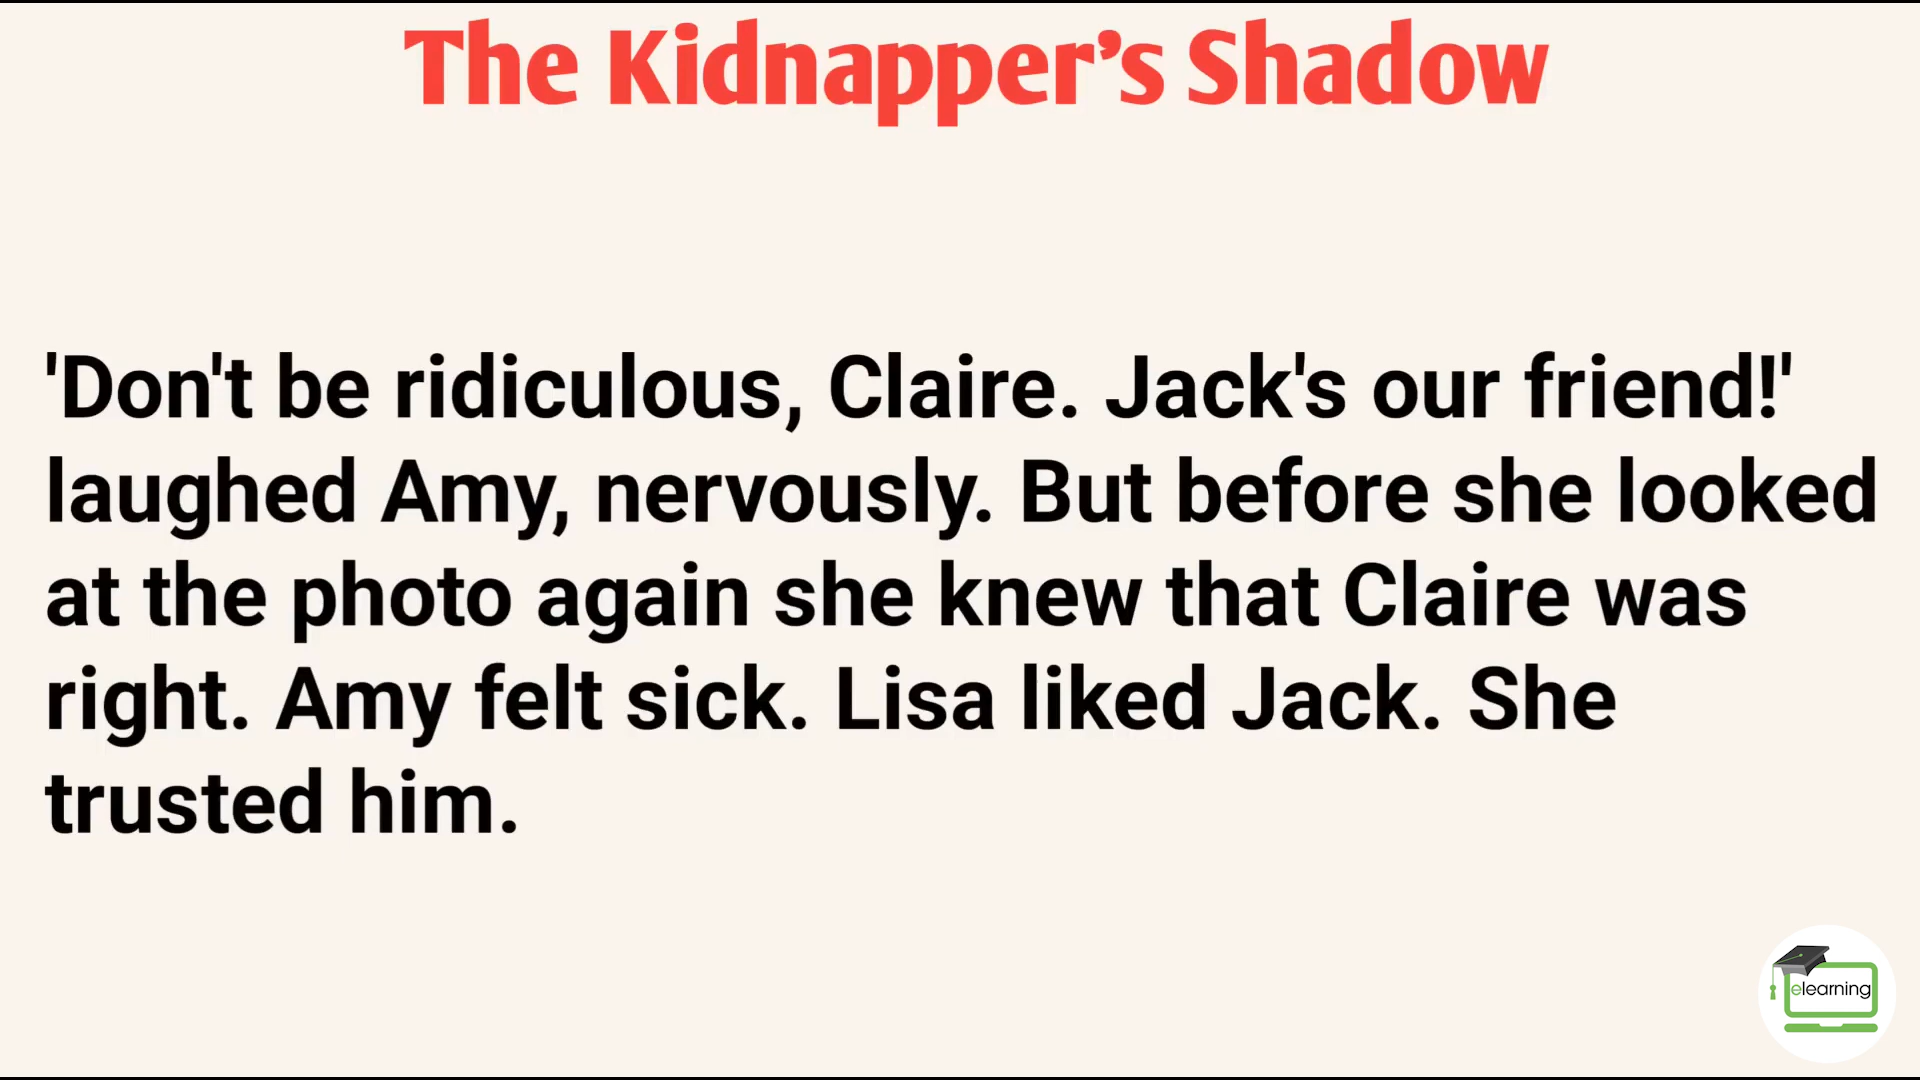 The Kidnapper’s Shadow
'Don't be ridiculous, Claire. Jack's our friend!'
laughed Amy, nervously. But before she looked
at the photo again she knew that Claire was
right. Amy felt sick. Lisa liked Jack. She
trusted him.
elearning